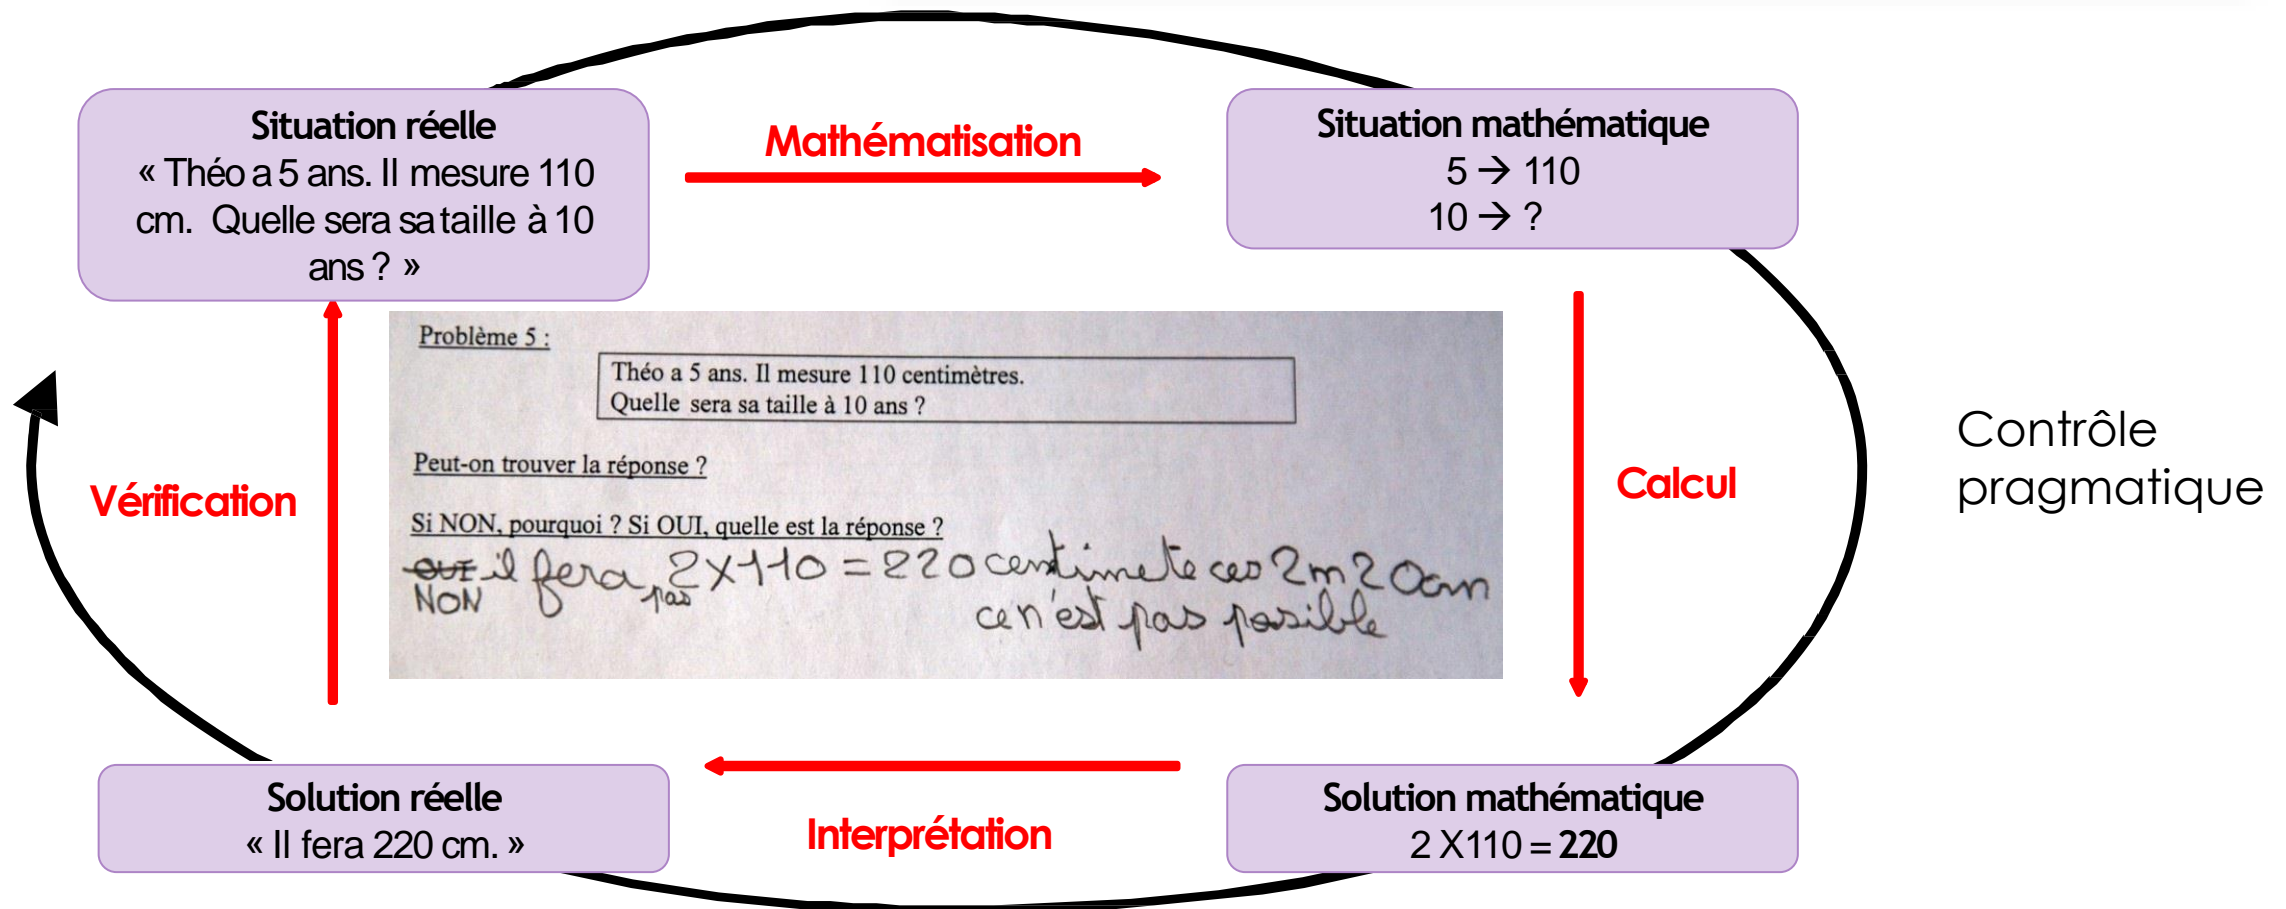 Situation réelle
« Théo a 5 ans. Il mesure 110
cm. Quelle sera sa taille à 10
ans ? »
Mathématisation
Situation mathématique
5 → 110
10 → ?
Problème 5 :
Théo a 5 ans. Il mesure 110 centimètres.
Quelle sera sa taille à 10 ans ?
Peut-on trouver la réponse ?
Si NON, pourquoi ? Si OUI, quelle est la réponse ?
OUI il fera pas 2X110 = 220 centimete ces 2m20cm
NON
ce n'est pas posible
Vérification
Calcul
Contrôle
pragmatique
Solution réelle
« Il fera 220 cm. »
Interprétation
Solution mathématique
2 X110 = 220